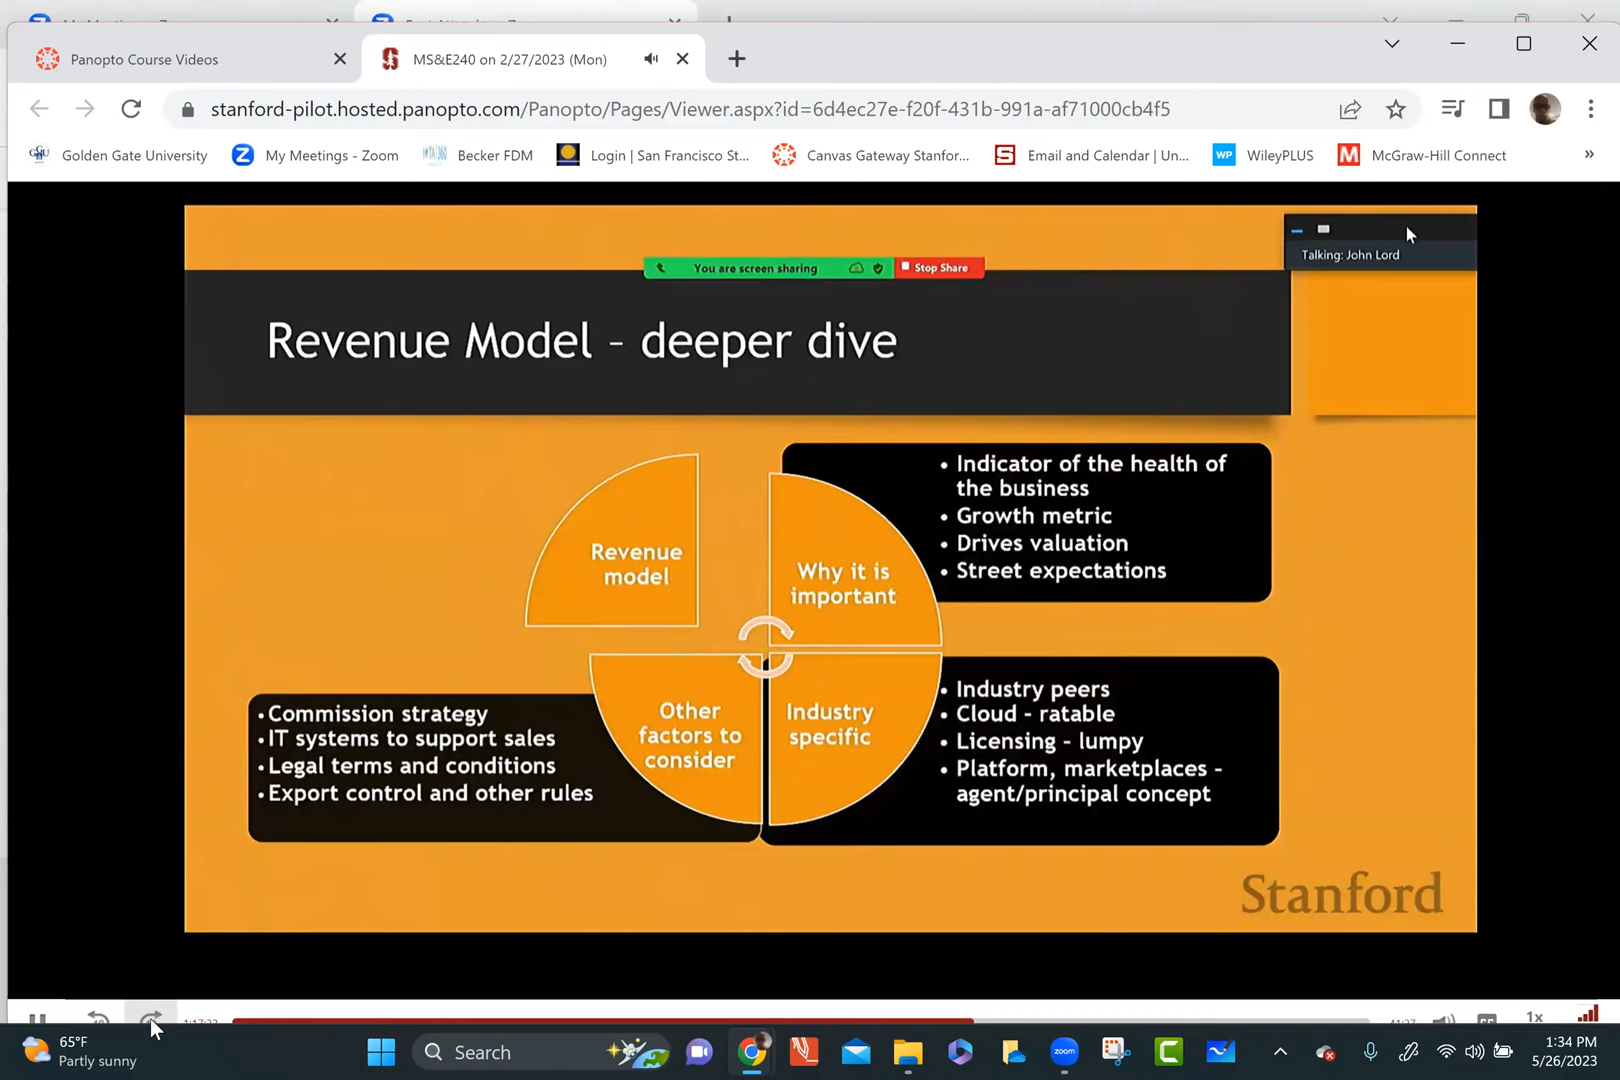 Panopto Course Videos
MS&E240 on 2/27/2023 (Mon)
stanford-pilot.hosted.panopto.com/Panopto/Pages/Viewer.aspx?id=6d4ec27e-f20f-431b-991a-af71000cb4f5
Golden Gate University
My Meetings - Zoom
Becker FDM
Login | San Francisco St...
Canvas Gateway Stanfor...
Email and Calendar | Un...
WP
WileyPLUS
M
McGraw-Hill Connect
»
You are screen sharing
Stop Share
Talking: John Lord
Revenue Model – deeper dive
Revenue
model
Why it is
important
• Indicator of the health of
the business
• Growth metric
• Drives valuation
• Street expectations
Other
factors to
consider
• Commission strategy
• IT systems to support sales
• Legal terms and conditions
• Export control and other rules
Industry
specific
• Industry peers
• Cloud – ratable
• Licensing – lumpy
• Platform, marketplaces –
agent/principal concept
Stanford
1x
65°F
Partly sunny
Search
zoom
1:34 PM
5/26/2023